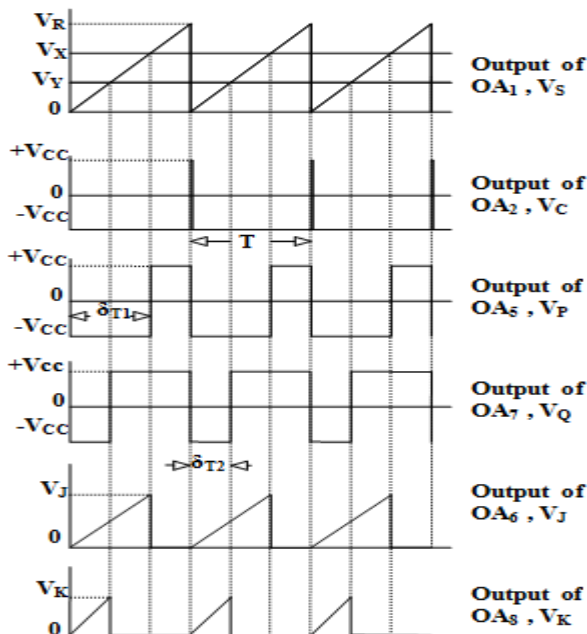 VR
VX
VY
0
Output of
OA1 , VS
+VCC
0
-VCC
Output of
OA2 , VC
T
+VCC
0
-VCC
δT1
Output of
OA5 , VP
+Vcc
0
-VCC
Output of
OA7 , VQ
δT2
VJ
0
Output of
OA6 , VJ
VK
0
Output of
OA8 , VK